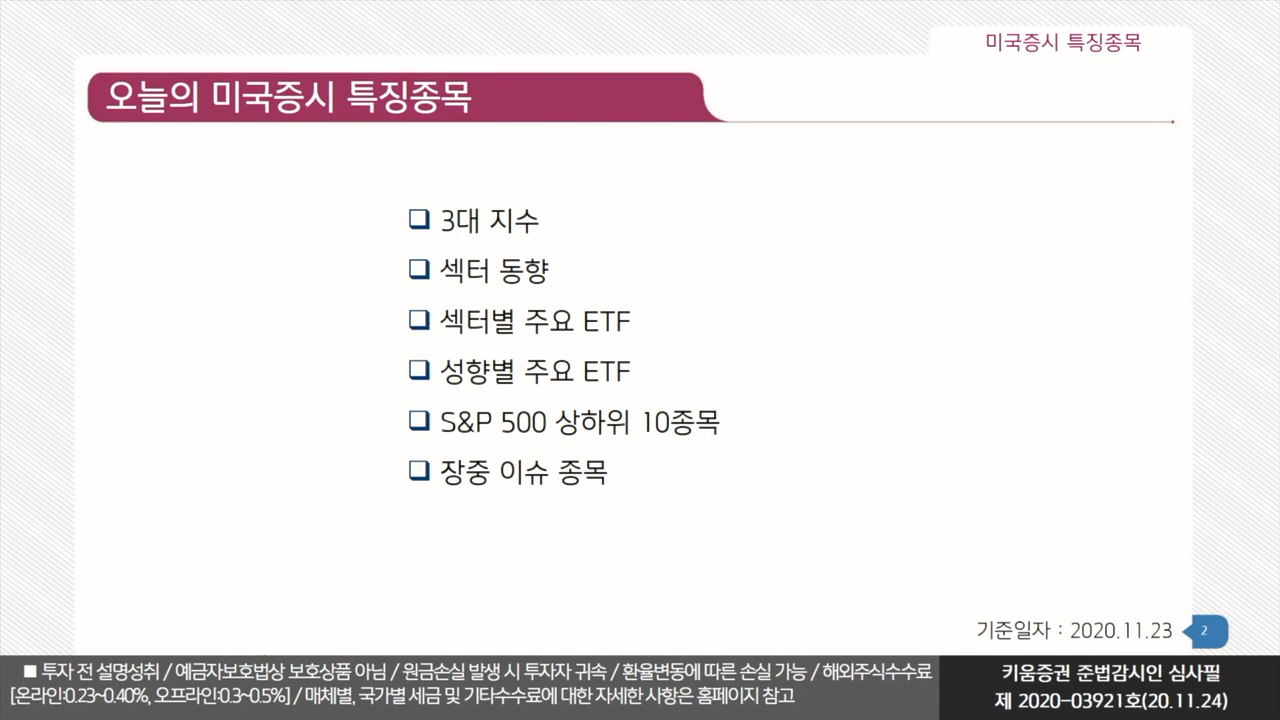 미국증시 특징종목
오늘의 미국증시 특징종목
❑ 3대 지수
❑ 섹터 동향
❑ 섹터별 주요 ETF
❑ 성향별 주요 ETF
❑ S&P 500 상하위 10종목
❑ 장중 이슈 종목
기준일자 : 2020.11.23
2
■ 투자 전 설명성취 / 예금자보호법상 보호상품 아님 / 원금손실 발생 시 투자자 귀속 / 환율변동에 따른 손실 가능 / 해외주식수수료
[온라인:0.23~0.40%, 오프라인:0.3~0.5%] / 매체별, 국가별 세금 및 기타수수료에 대한 자세한 사항은 홈페이지 참고
키움증권 준법감시인 심사필
제 2020-03921호(20.11.24)